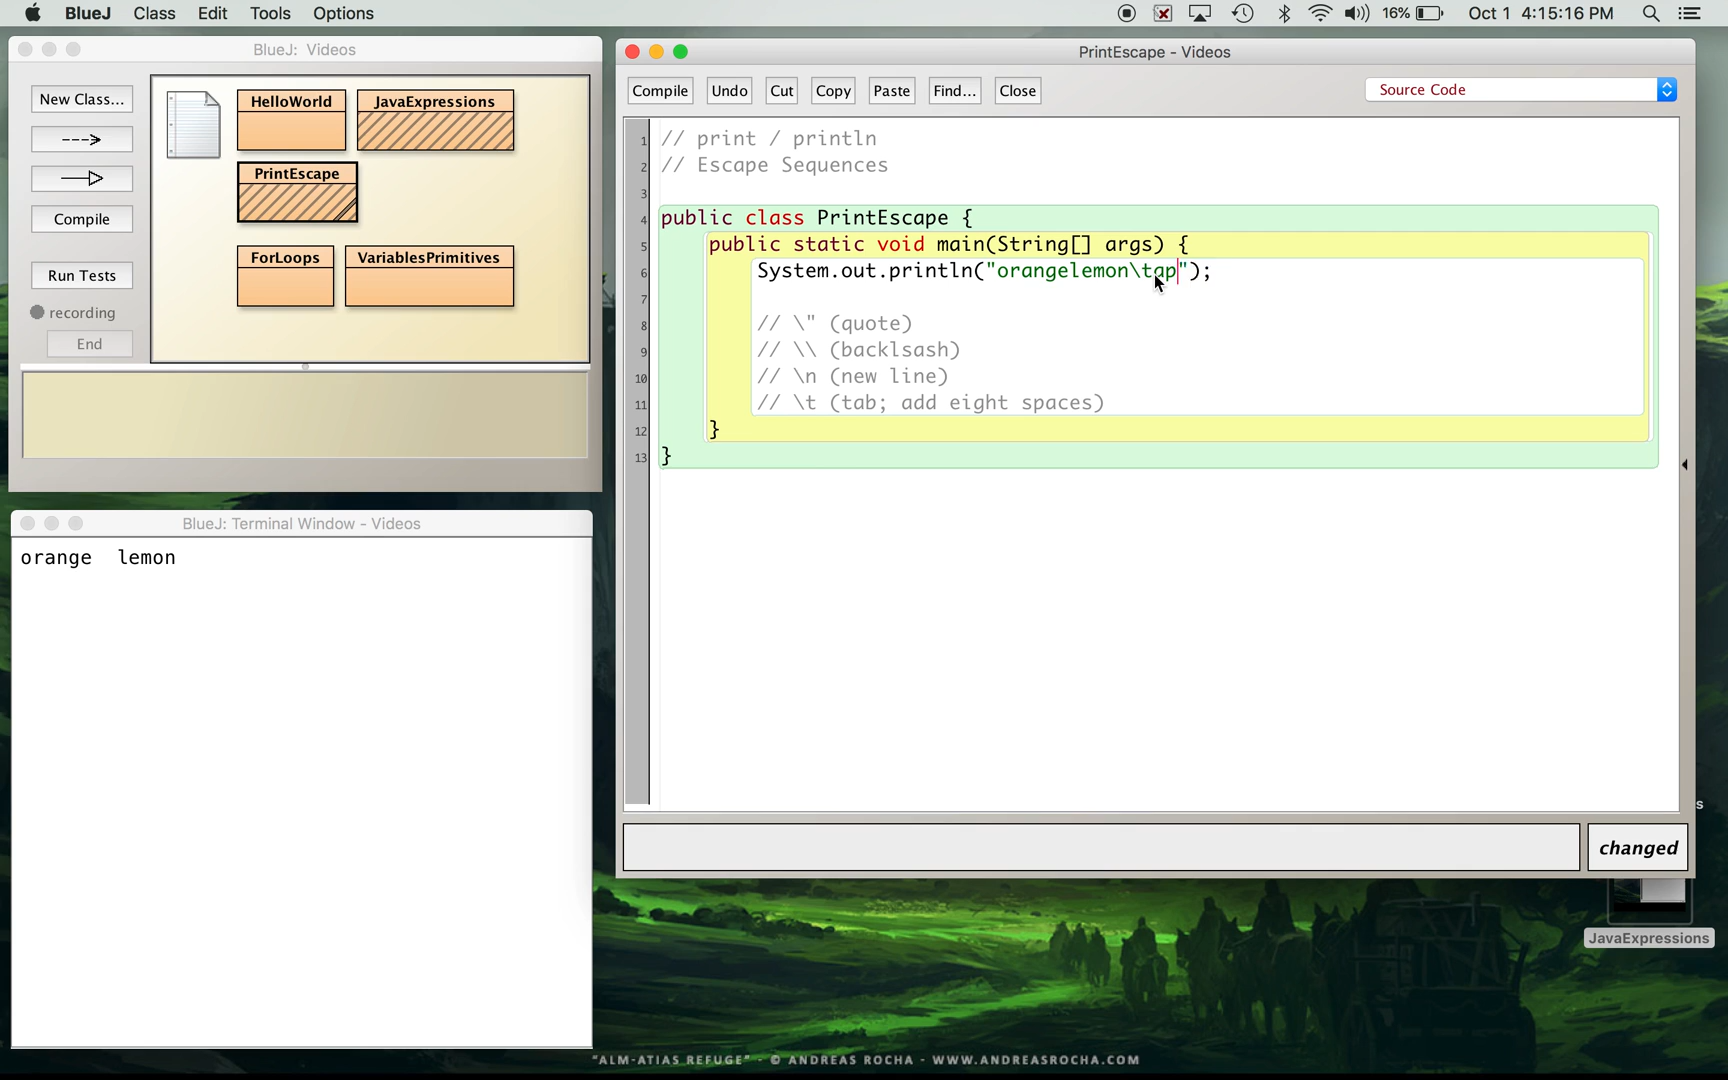 BlueJ Class Edit Tools Options 16% Oct 1 4:15:16 PM
BlueJ: Videos
New Class...
--->
Compile
Run Tests
recording
End
HelloWorld
JavaExpressions
PrintEscape
ForLoops
VariablesPrimitives
BlueJ: Terminal Window - Videos
orange lemon
PrintEscape - Videos
Compile Undo Cut Copy Paste Find... Close Source Code
1 // print / println
2 // Escape Sequences
3
4 public class PrintEscape {
5 public static void main(String[] args) {
6 System.out.println("orangelemon\tap");
7
8 // \" (quote)
9 // \\ (backlsash)
10 // \n (new line)
11 // \t (tab; add eight spaces)
12 }
13 }
changed
s
JavaExpressions
"ALM-ATIAS REFUGE" - © ANDREAS ROCHA - WWW.ANDREASROCHA.COM